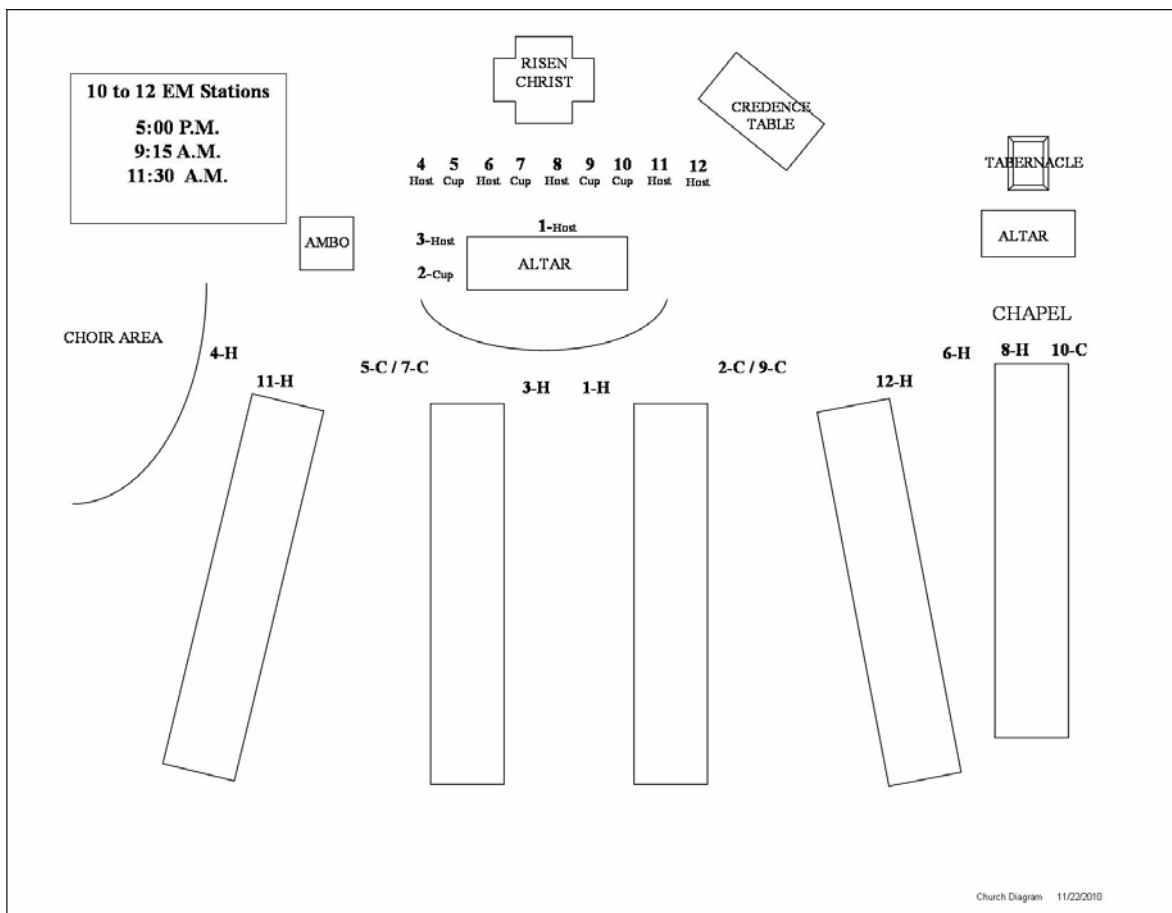 10 to 12 EM Stations
5:00 P.M.
9:15 A.M.
11:30 A.M.
RISEN
CHRIST
CREDENCE
TABLE
TABERNACLE
4 5 6 7 8 9 10 11 12
Host Cup Host Cup Host Cup Cup Host Host
AMBO
1-Host
3-Host
2-Cup
ALTAR
ALTAR
CHAPEL
CHOIR AREA
4-H
11-H
5-C / 7-C
3-H
1-H
2-C / 9-C
12-H
6-H
8-H
10-C
Church Diagram 11/22/2010